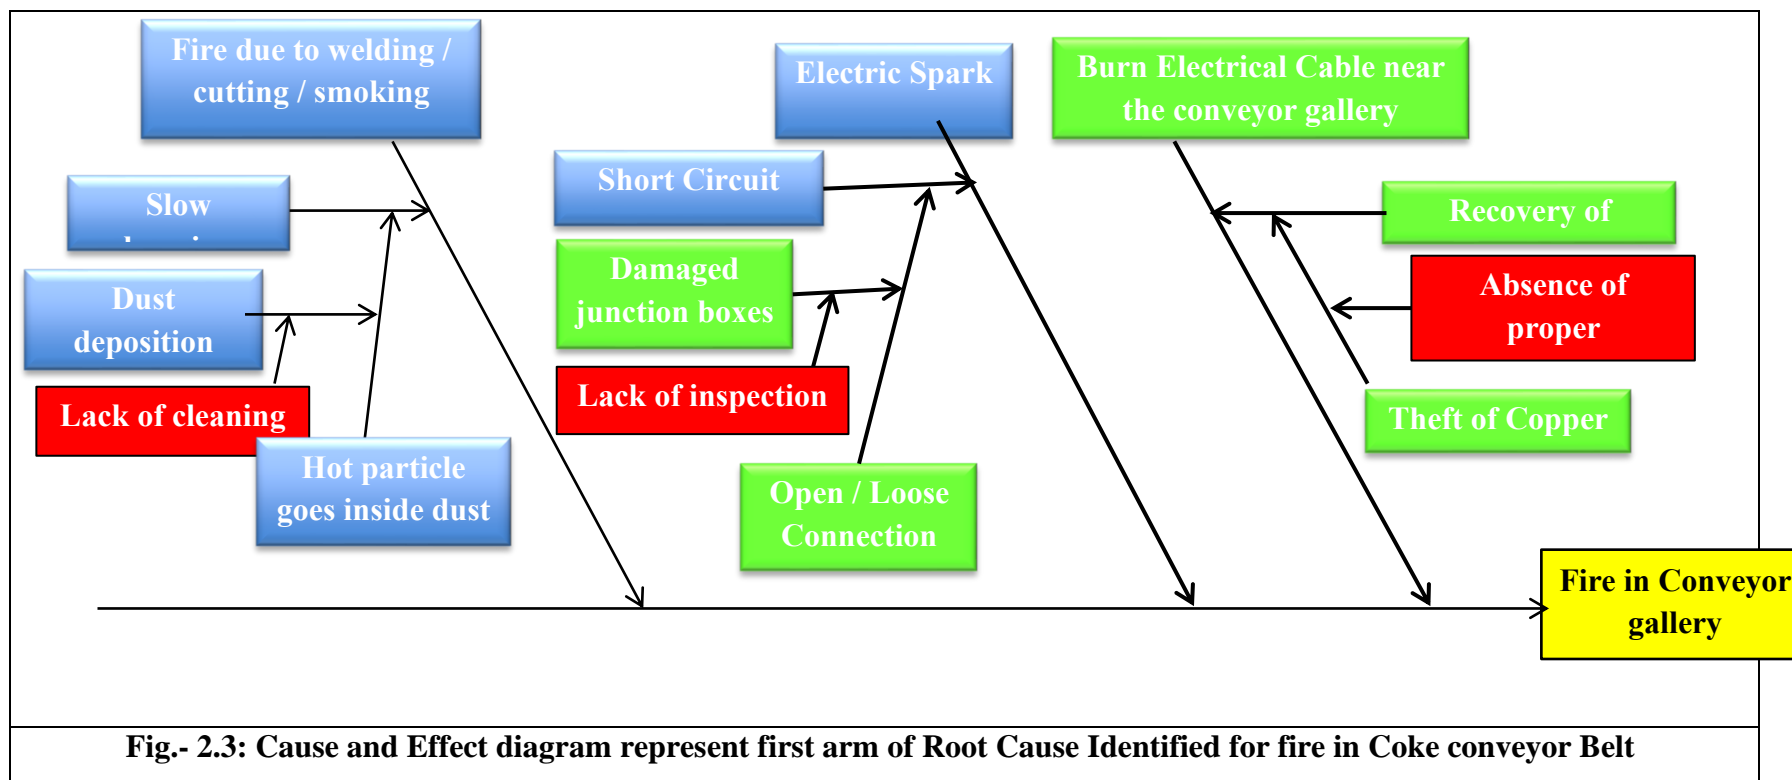 Fire due to welding /
cutting / smoking
Electric Spark
Burn Electrical Cable near
the conveyor gallery
Slow
Short Circuit
Recovery of
Dust
deposition
Damaged
junction boxes
Absence of
proper
Lack of cleaning
Lack of inspection
Theft of Copper
Hot particle
goes inside dust
Open / Loose
Connection
Fire in Conveyor
gallery
Fig.- 2.3: Cause and Effect diagram represent first arm of Root Cause Identified for fire in Coke conveyor Belt